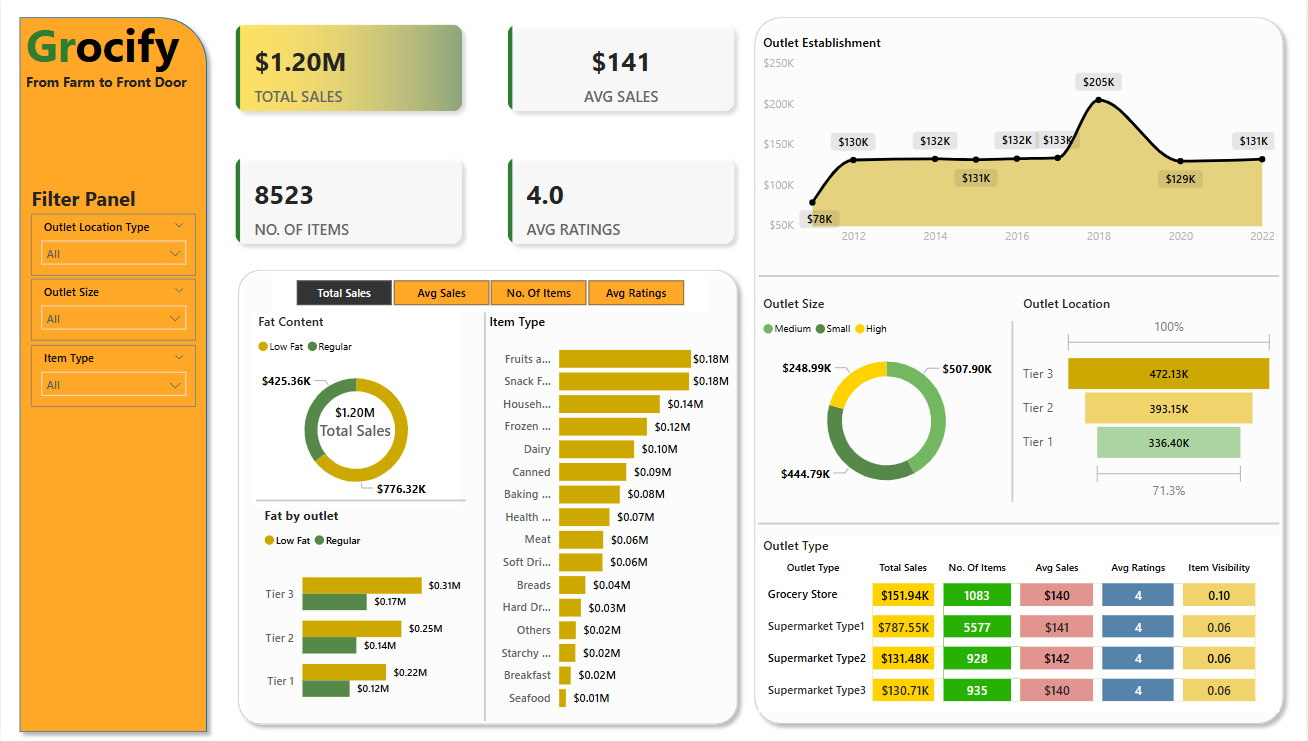 Grocify
From Farm to Front Door
Filter Panel
Outlet Location Type
All
Outlet Size
All
Item Type
All
$1.20M
TOTAL SALES
$141
AVG SALES
8523
NO. OF ITEMS
4.0
AVG RATINGS
Total Sales Avg Sales No. Of Items Avg Ratings
Fat Content
Low Fat Regular
$425.36K
$1.20M
Total Sales
$776.32K
Fat by outlet
Low Fat Regular
Tier 3 $0.31M
$0.17M
Tier 2 $0.25M
$0.14M
Tier 1 $0.22M
$0.12M
Item Type
Fruits a... $0.18M
Snack F... $0.18M
Househ... $0.14M
Frozen ... $0.12M
Dairy $0.10M
Canned $0.09M
Baking ... $0.08M
Health ... $0.07M
Meat $0.06M
Soft Dri... $0.06M
Breads $0.04M
Hard Dr... $0.03M
Others $0.02M
Starchy ... $0.02M
Breakfast $0.02M
Seafood $0.01M
Outlet Establishment
$250K
$200K
$150K
$100K
$50K
$78K
$130K
$132K
$131K
$132K
$133K
$205K
$129K
$131K
2012 2014 2016 2018 2020 2022
Outlet Size
Medium Small High
$248.99K
$507.90K
$444.79K
Outlet Location
100%
Tier 3 472.13K
Tier 2 393.15K
Tier 1 336.40K
71.3%
Outlet Type
Outlet Type Total Sales No. Of Items Avg Sales Avg Ratings Item Visibility
Grocery Store $151.94K 1083 $140 4 0.10
Supermarket Type1 $787.55K 5577 $141 4 0.06
Supermarket Type2 $131.48K 928 $142 4 0.06
Supermarket Type3 $130.71K 935 $140 4 0.06